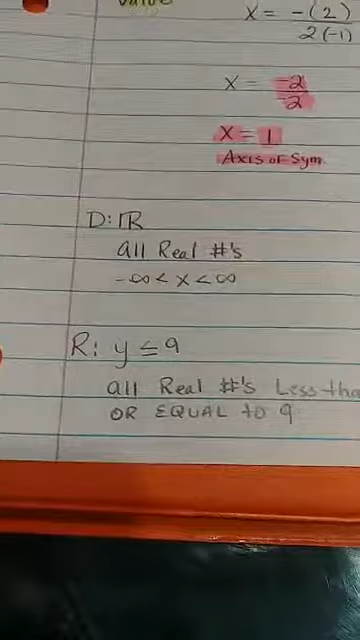 value
x = -(2)
2(-1)
x = -2
-2
x = 1
Axis of Sym.
D: ℝ
all Real #'s
-∞ < x < ∞
R: y ≤ 9
all Real #'s Less tha
OR EQUAL to 9